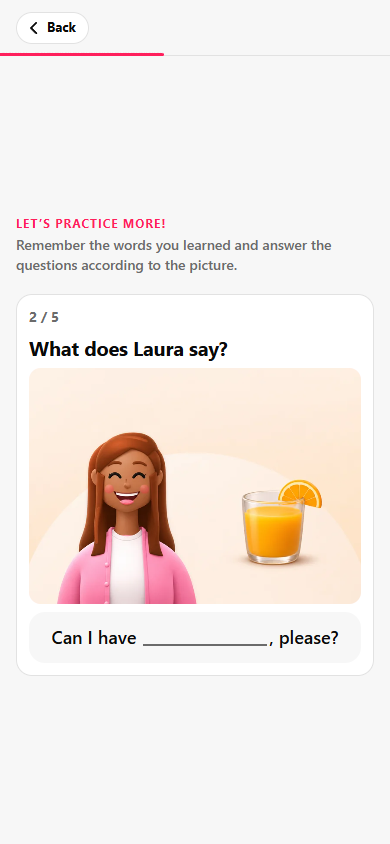 Back
LET'S PRACTICE MORE!
Remember the words you learned and answer the
questions according to the picture.
2 / 5
What does Laura say?
Can I have ______________, please?